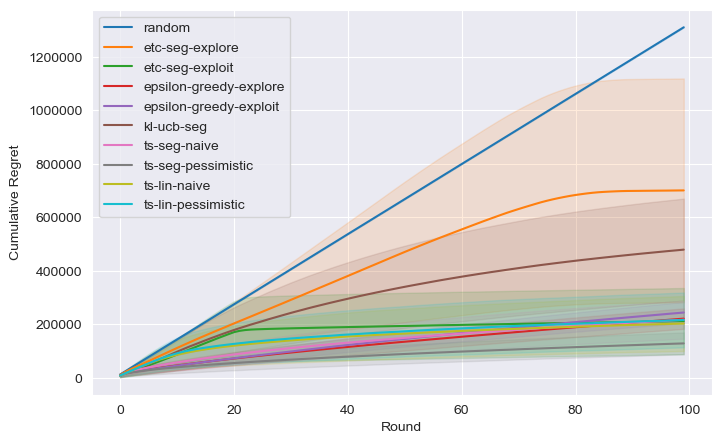 random
etc-seg-explore
etc-seg-exploit
epsilon-greedy-explore
epsilon-greedy-exploit
kl-ucb-seg
ts-seg-naive
ts-seg-pessimistic
ts-lin-naive
ts-lin-pessimistic
Cumulative Regret
1200000
1000000
800000
600000
400000
200000
0
0 20 40 60 80 100
Round